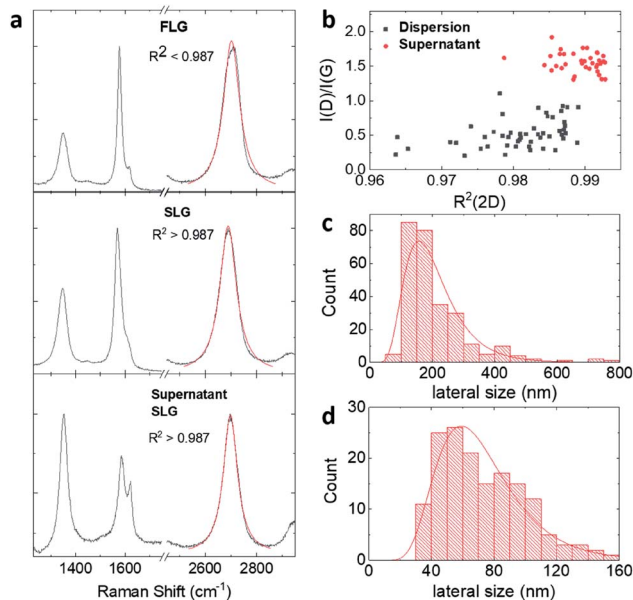 a
FLG
R² < 0.987
SLG
R² > 0.987
Supernatant
SLG
R² > 0.987
1200 1600 2600 2800
Raman Shift (cm⁻¹)
b
Dispersion
Supernatant
I(D)/I(G)
2.0
1.5
1.0
0.5
0.0
0.96 0.97 0.98 0.99
R²(2D)
c
Count
80
60
40
20
0
0 200 400 600 800
lateral size (nm)
d
Count
30
20
10
0
0 40 80 120 160
lateral size (nm)